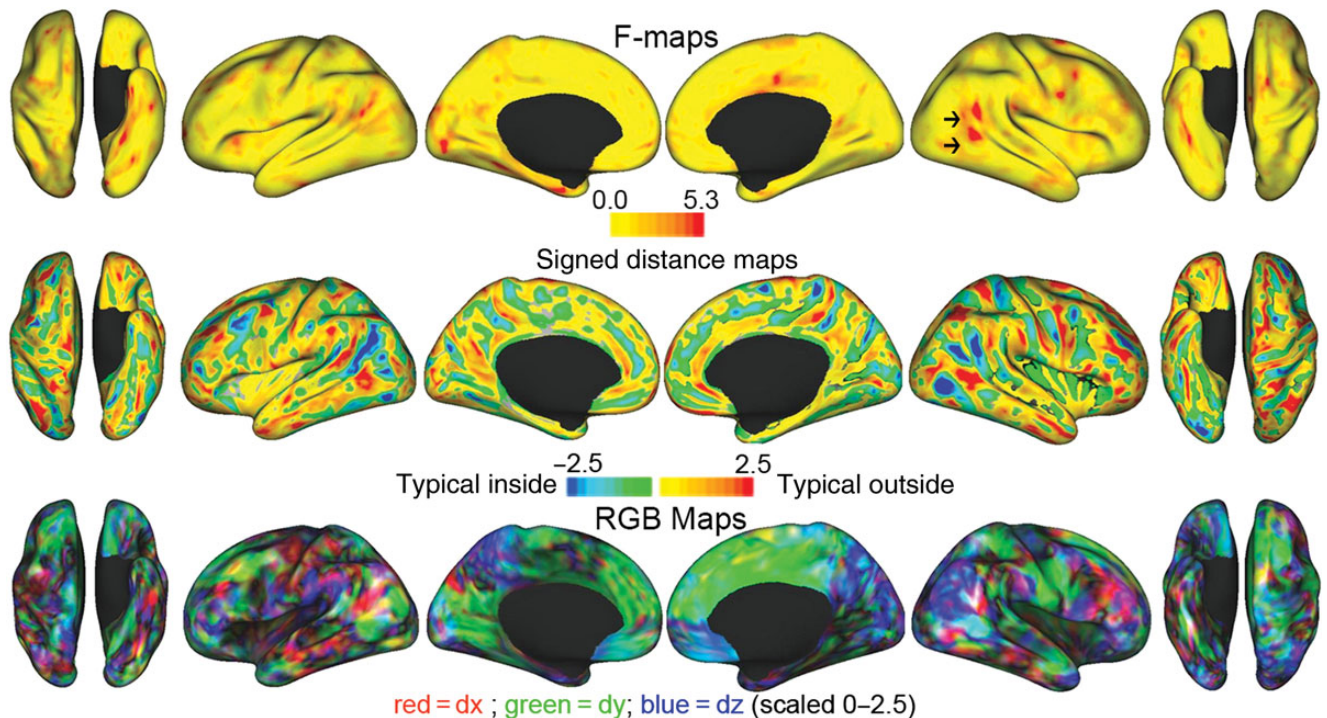 F-maps
0.0 5.3
Signed distance maps
−2.5 2.5
Typical inside Typical outside
RGB Maps
red = dx ; green = dy; blue = dz (scaled 0–2.5)